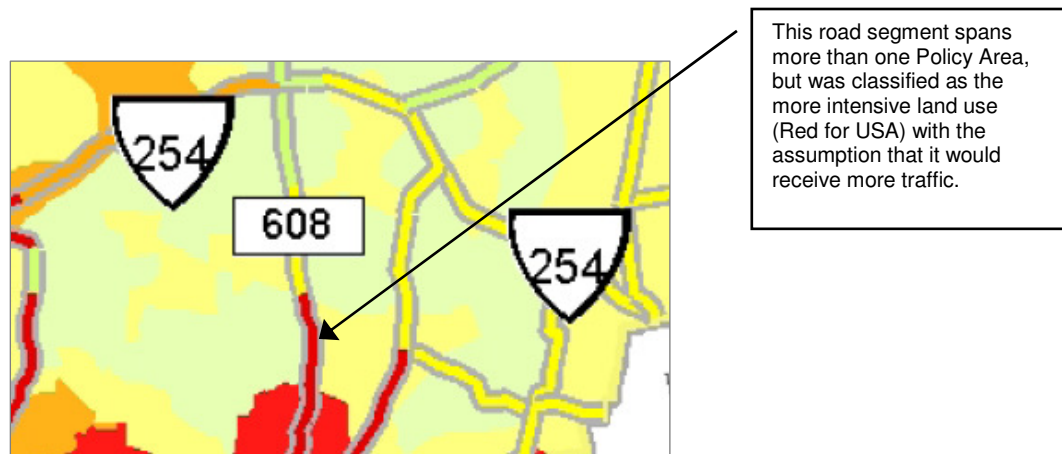 This road segment spans
more than one Policy Area,
but was classified as the
more intensive land use
(Red for USA) with the
assumption that it would
receive more traffic.
254
608
254